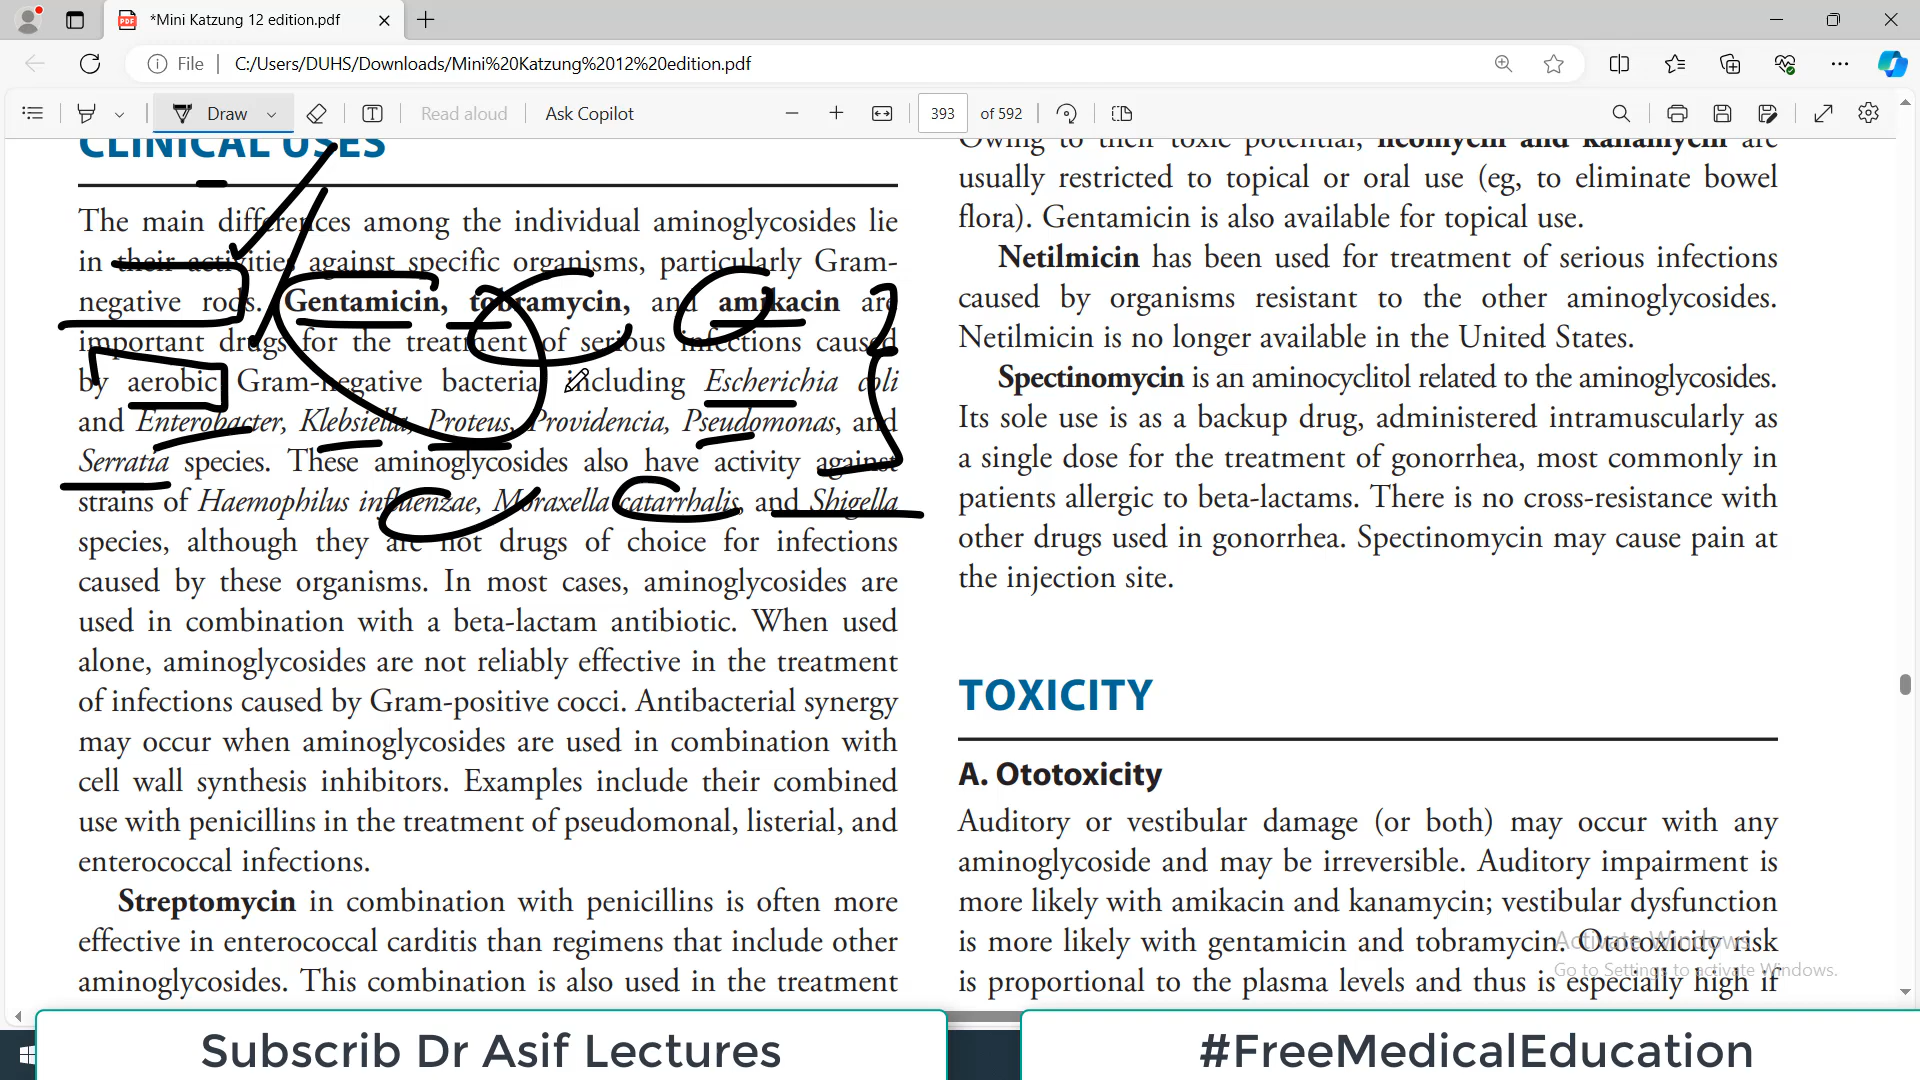 *Mini Katzung 12 edition.pdf
File
C:/Users/DUHS/Downloads/Mini%20Katzung%2012%20edition.pdf
Draw
Read aloud
Ask Copilot
393
of 592
CLINICAL USES
The main differences among the individual aminoglycosides lie
in their activities against specific organisms, particularly Gram-
negative rods. Gentamicin, tobramycin, and amikacin are
important drugs for the treatment of serious infections caused
by aerobic Gram-negative bacteria, including Escherichia coli
and Enterobacter, Klebsiella, Proteus, Providencia, Pseudomonas, and
Serratia species. These aminoglycosides also have activity against
strains of Haemophilus influenzae, Moraxella catarrhalis, and Shigella
species, although they are not drugs of choice for infections
caused by these organisms. In most cases, aminoglycosides are
used in combination with a beta-lactam antibiotic. When used
alone, aminoglycosides are not reliably effective in the treatment
of infections caused by Gram-positive cocci. Antibacterial synergy
may occur when aminoglycosides are used in combination with
cell wall synthesis inhibitors. Examples include their combined
use with penicillins in the treatment of pseudomonal, listerial, and
enterococcal infections.
Streptomycin in combination with penicillins is often more
effective in enterococcal carditis than regimens that include other
aminoglycosides. This combination is also used in the treatment
Owing to their toxic potential, neomycin and kanamycin are
usually restricted to topical or oral use (eg, to eliminate bowel
flora). Gentamicin is also available for topical use.
Netilmicin has been used for treatment of serious infections
caused by organisms resistant to the other aminoglycosides.
Netilmicin is no longer available in the United States.
Spectinomycin is an aminocyclitol related to the aminoglycosides.
Its sole use is as a backup drug, administered intramuscularly as
a single dose for the treatment of gonorrhea, most commonly in
patients allergic to beta-lactams. There is no cross-resistance with
other drugs used in gonorrhea. Spectinomycin may cause pain at
the injection site.
TOXICITY
A. Ototoxicity
Auditory or vestibular damage (or both) may occur with any
aminoglycoside and may be irreversible. Auditory impairment is
more likely with amikacin and kanamycin; vestibular dysfunction
is more likely with gentamicin and tobramycin. Ototoxicity risk
is proportional to the plasma levels and thus is especially high if
Activate Windows
Go to Settings to activate Windows.
Subscrib Dr Asif Lectures
#FreeMedicalEducation